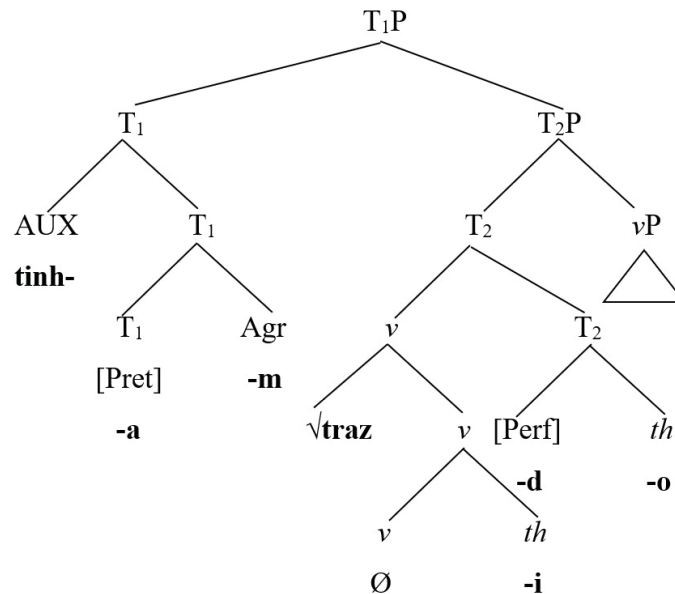 T₁P
T₁ T₂P
AUX T₁ T₂ vP
tinh-
T₁ Agr v T₂
[Pret] -m
-a √traz v [Perf] th
-d -o
v th
Ø -i